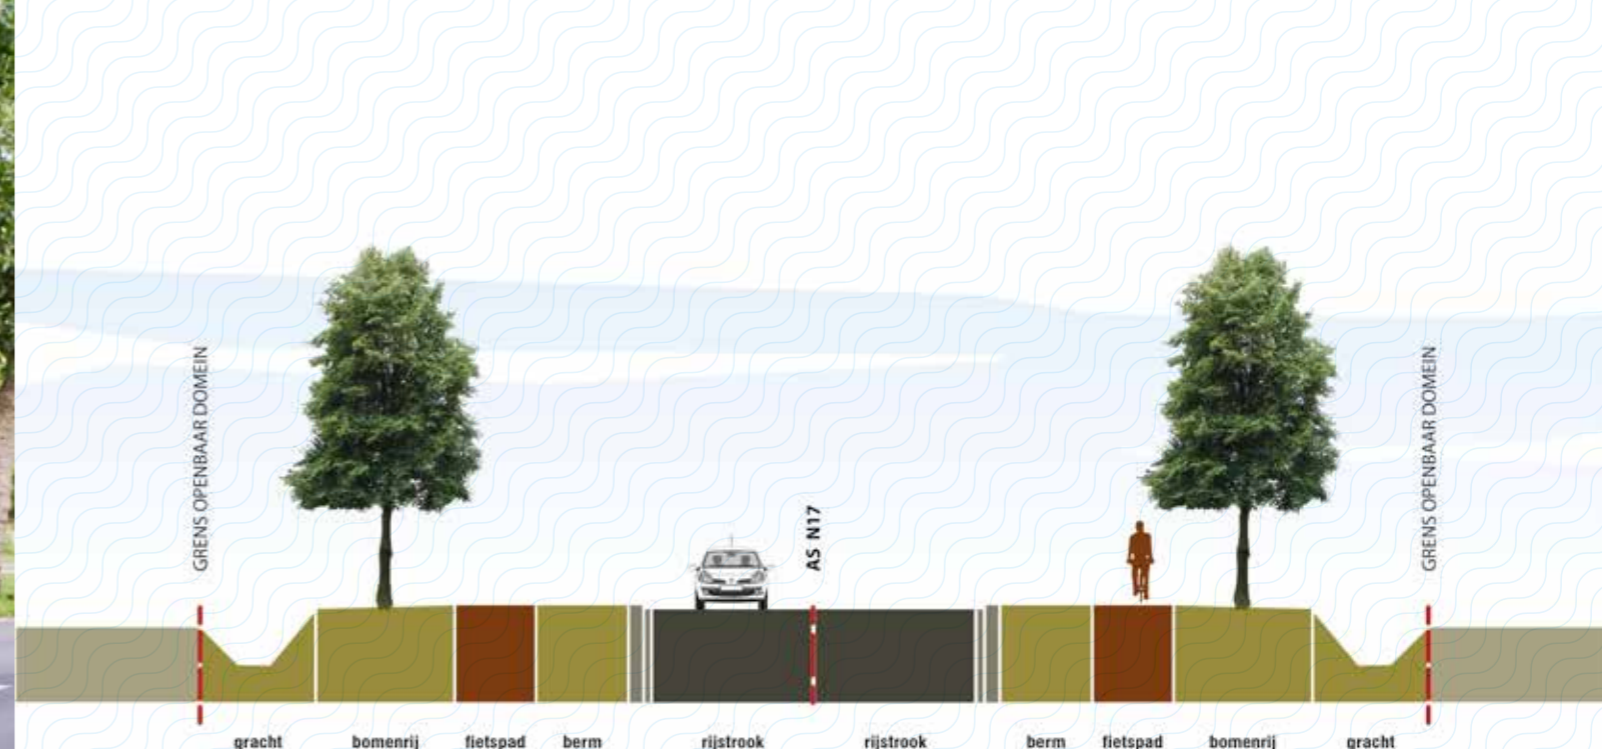 GRENS OPENBAAR DOMEIN
AS N17
GRENS OPENBAAR DOMEIN
gracht bomenrij fietspad berm rijstrook rijstrook berm fietspad bomenrij gracht